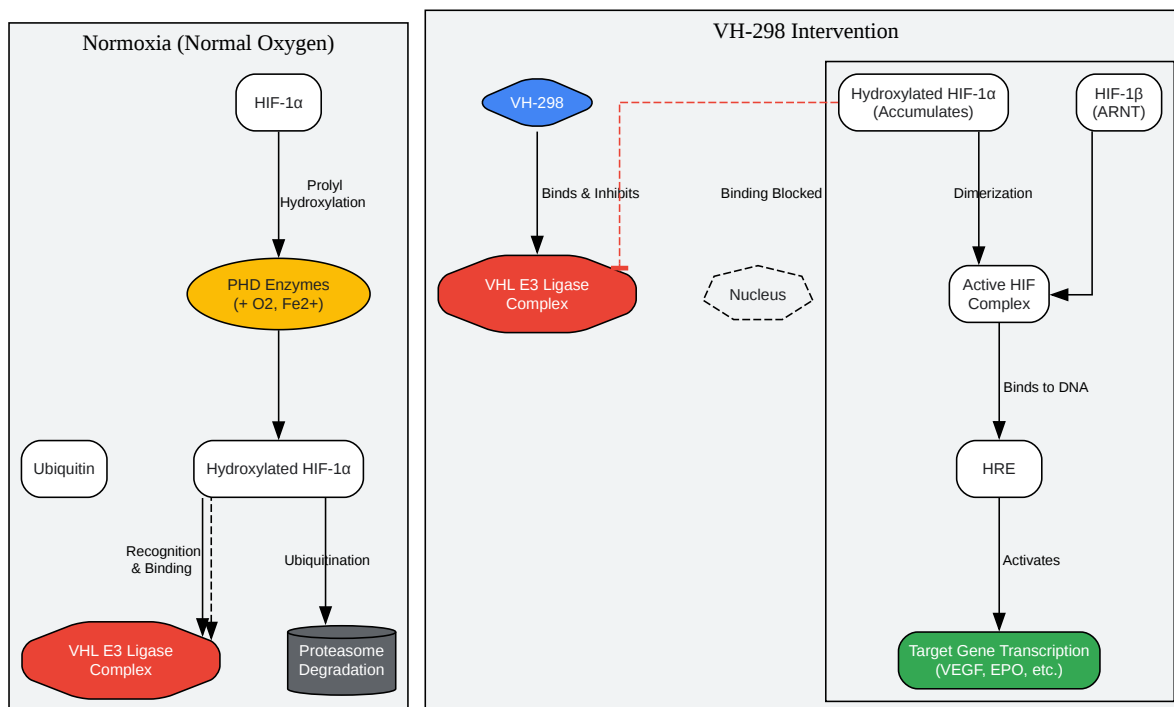 Normoxia (Normal Oxygen)
HIF-1α
Prolyl
Hydroxylation
PHD Enzymes
(+ O2, Fe2+)
Ubiquitin
Hydroxylated HIF-1α
Recognition
& Binding
Ubiquitination
VHL E3 Ligase
Complex
Proteasome
Degradation
VH-298 Intervention
VH-298
Hydroxylated HIF-1α
(Accumulates)
HIF-1β
(ARNT)
Binds & Inhibits
Binding Blocked
Dimerization
VHL E3 Ligase
Complex
Nucleus
Active HIF
Complex
Binds to DNA
HRE
Activates
Target Gene Transcription
(VEGF, EPO, etc.)